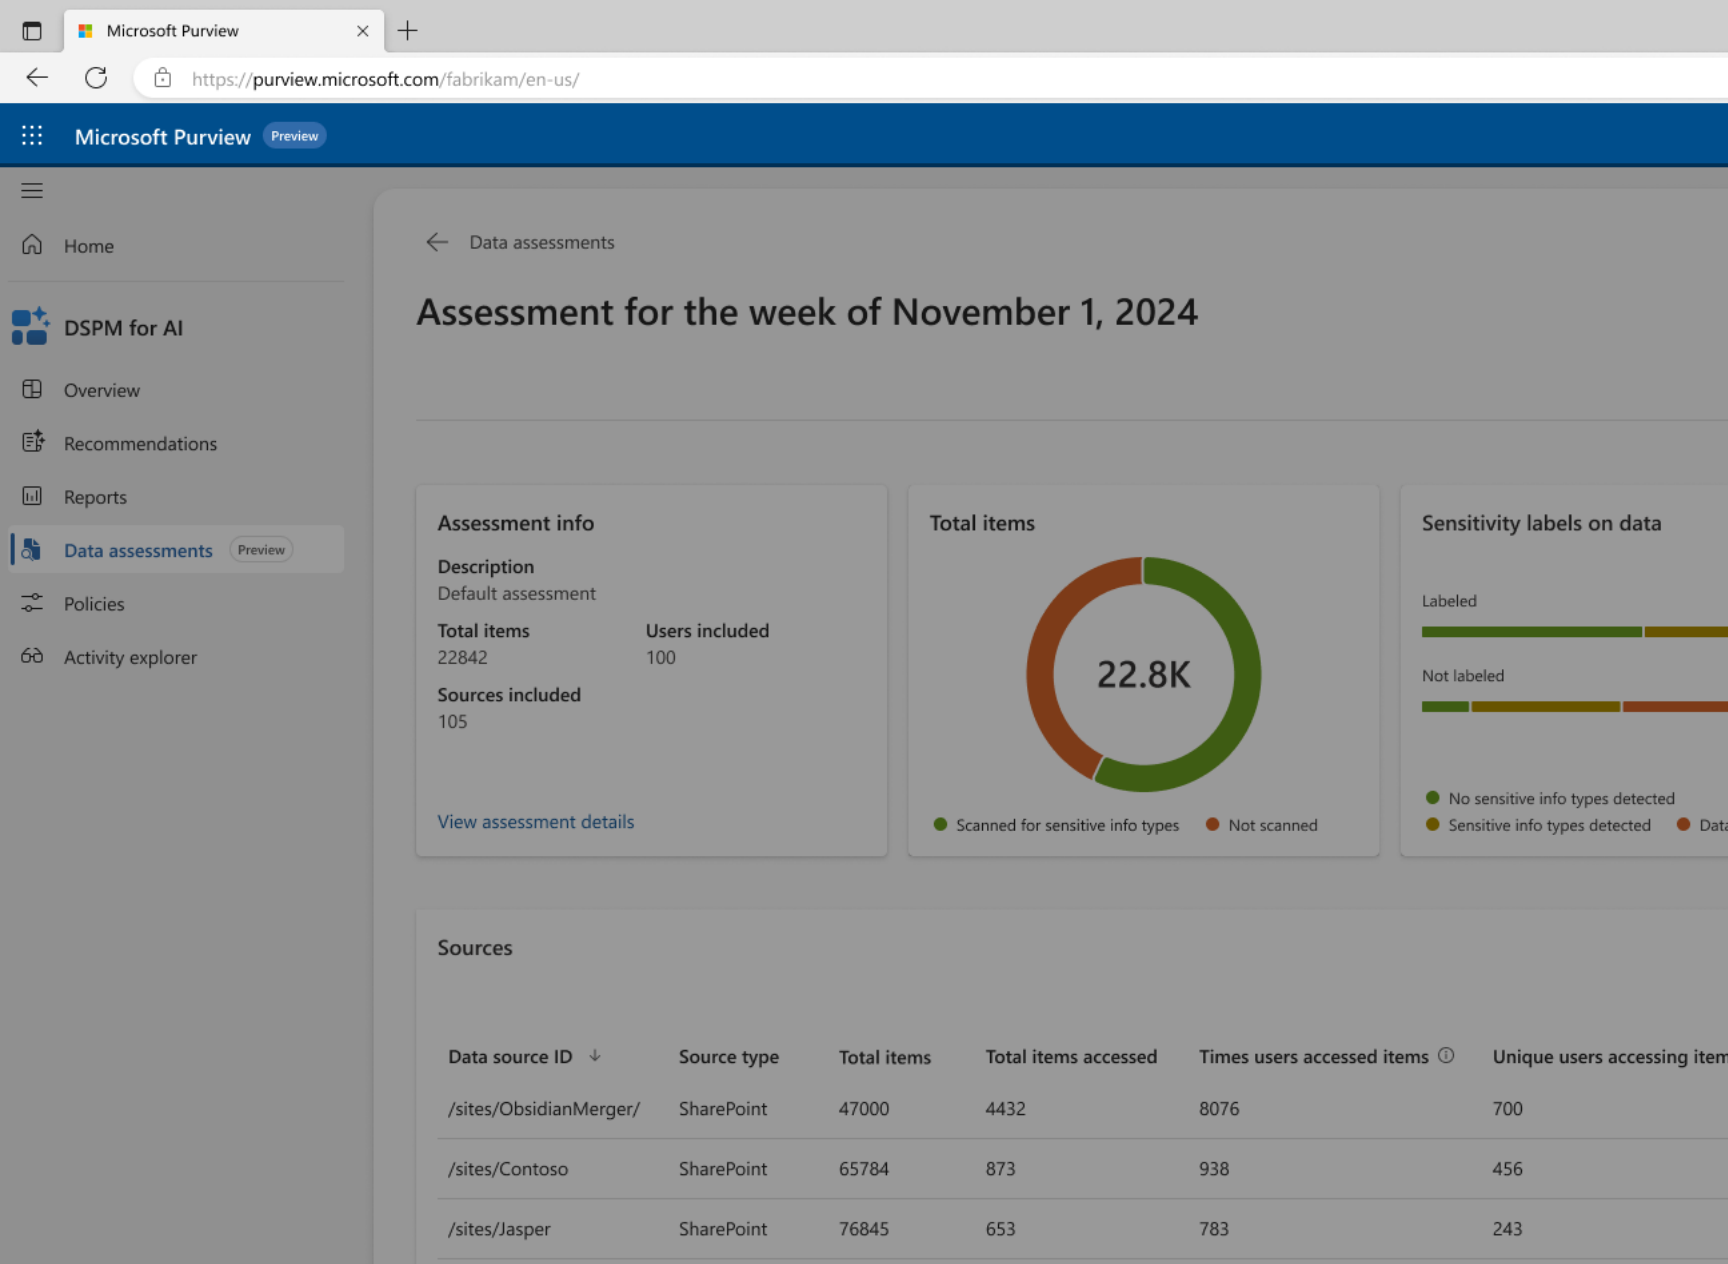 Microsoft Purview
https://purview.microsoft.com/fabrikam/en-us/
Microsoft Purview Preview
Home
DSPM for AI
Overview
Recommendations
Reports
Data assessments Preview
Policies
Activity explorer
Data assessments
Assessment for the week of November 1, 2024
Assessment info
Description
Default assessment
Total items Users included
22842 100
Sources included
105
View assessment details
Total items
22.8K
Scanned for sensitive info types Not scanned
Sensitivity labels on data
Labeled
Not labeled
No sensitive info types detected
Sensitive info types detected Data
Sources
Data source ID Source type Total items Total items accessed Times users accessed items Unique users accessing item
/sites/ObsidianMerger/ SharePoint 47000 4432 8076 700
/sites/Contoso SharePoint 65784 873 938 456
/sites/Jasper SharePoint 76845 653 783 243